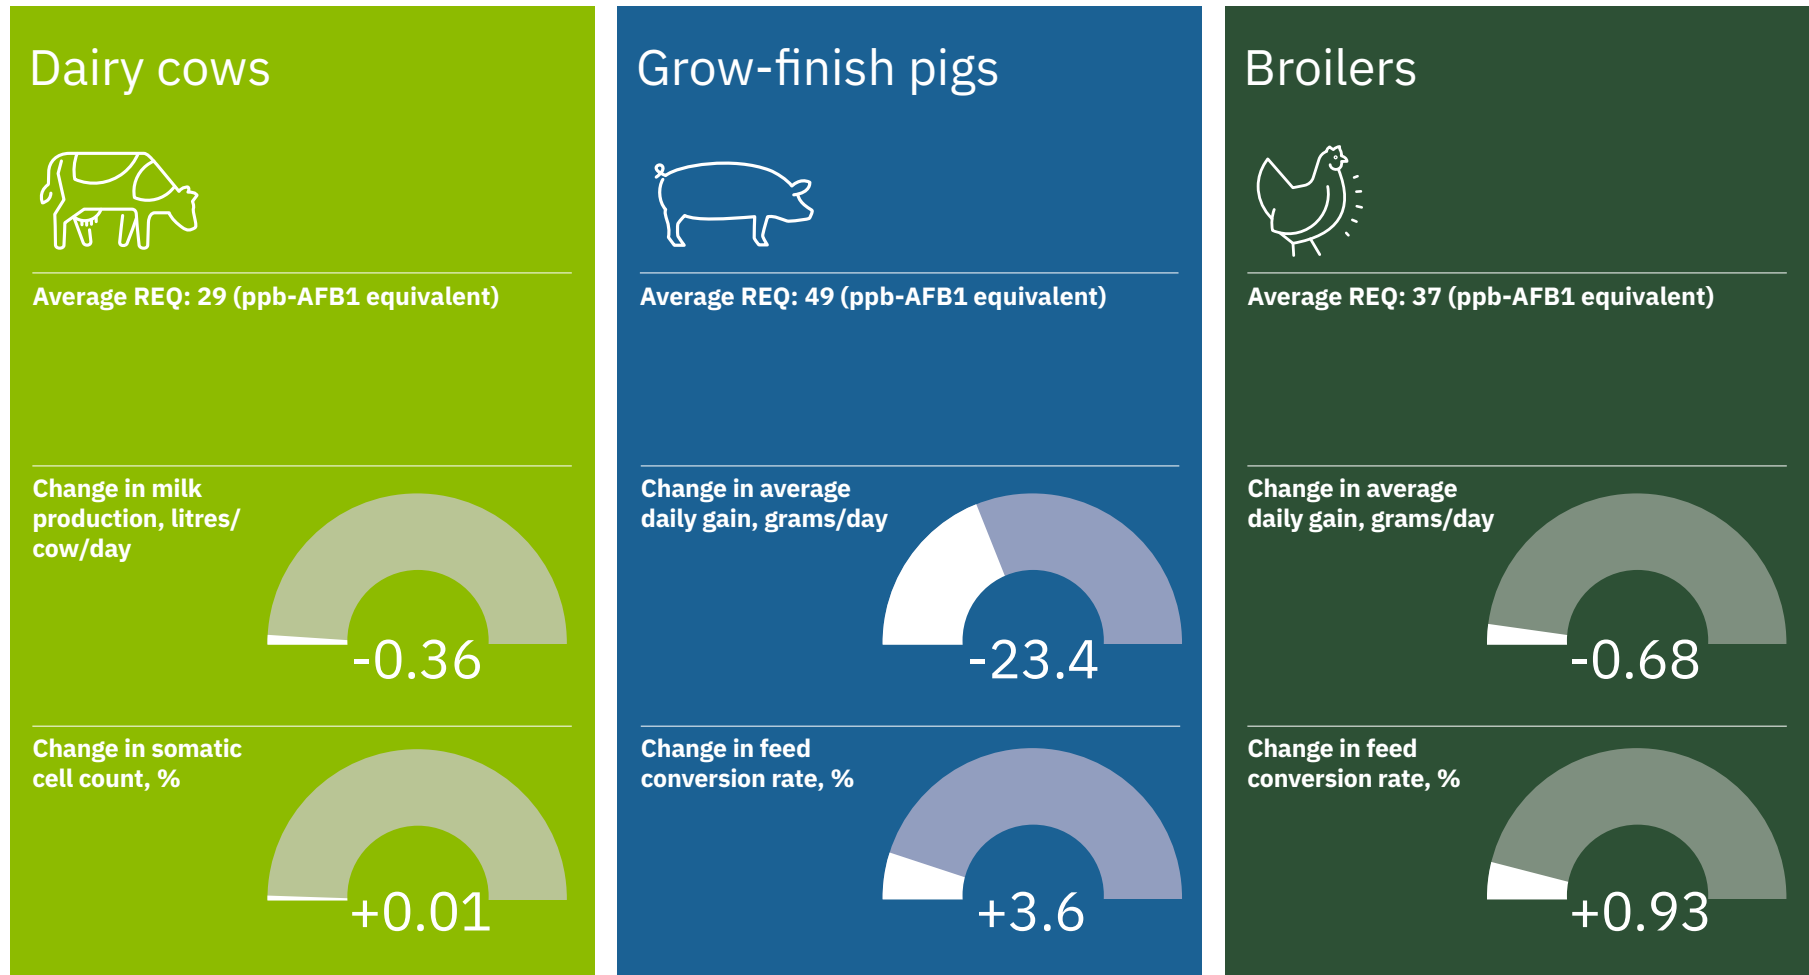 Dairy cows
Average REQ: 29 (ppb-AFB1 equivalent)
Change in milk
production, litres/
cow/day
-0.36
Change in somatic
cell count, %
+0.01
Grow-finish pigs
Average REQ: 49 (ppb-AFB1 equivalent)
Change in average
daily gain, grams/day
-23.4
Change in feed
conversion rate, %
+3.6
Broilers
Average REQ: 37 (ppb-AFB1 equivalent)
Change in average
daily gain, grams/day
-0.68
Change in feed
conversion rate, %
+0.93